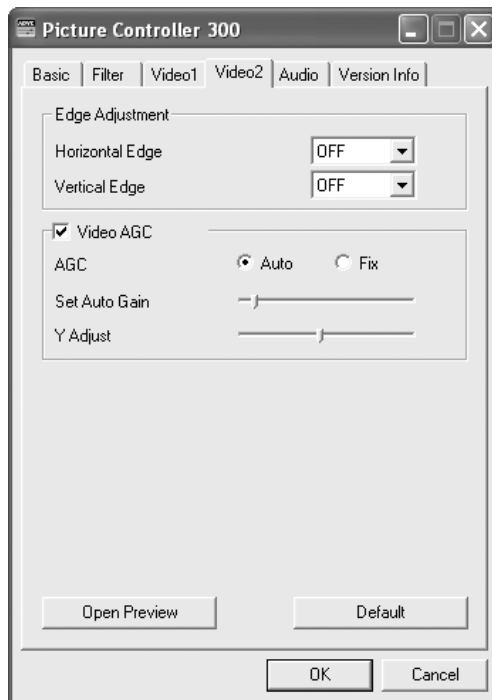 Picture Controller 300
Basic Filter Video1 Video2 Audio Version Info
Edge Adjustment
Horizontal Edge OFF
Vertical Edge OFF
Video AGC
AGC Auto Fix
Set Auto Gain
Y Adjust
Open Preview Default
OK Cancel